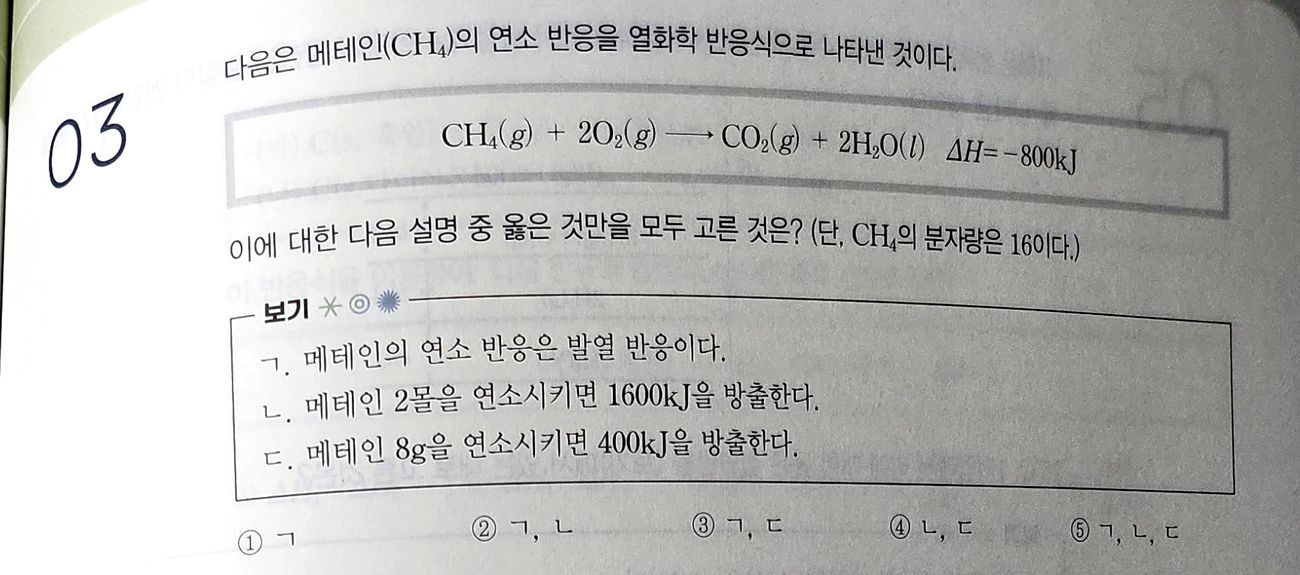 03
다음은 메테인(CH₄)의 연소 반응을 열화학 반응식으로 나타낸 것이다.
CH₄(g) + 2O₂(g) ⟶ CO₂(g) + 2H₂O(l) ΔH=−800kJ
이에 대한 다음 설명 중 옳은 것만을 모두 고른 것은? (단, CH₄의 분자량은 16이다.)
보기
ㄱ. 메테인의 연소 반응은 발열 반응이다.
ㄴ. 메테인 2몰을 연소시키면 1600kJ을 방출한다.
ㄷ. 메테인 8g을 연소시키면 400kJ을 방출한다.
① ㄱ ② ㄱ, ㄴ ③ ㄱ, ㄷ ④ ㄴ, ㄷ ⑤ ㄱ, ㄴ, ㄷ